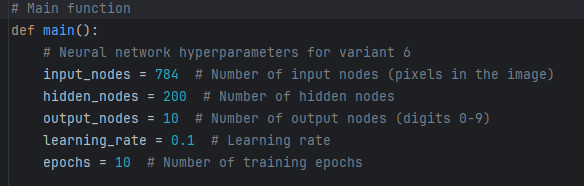 # Main function
def main():
    # Neural network hyperparameters for variant 6
    input_nodes = 784  # Number of input nodes (pixels in the image)
    hidden_nodes = 200  # Number of hidden nodes
    output_nodes = 10  # Number of output nodes (digits 0-9)
    learning_rate = 0.1  # Learning rate
    epochs = 10  # Number of training epochs